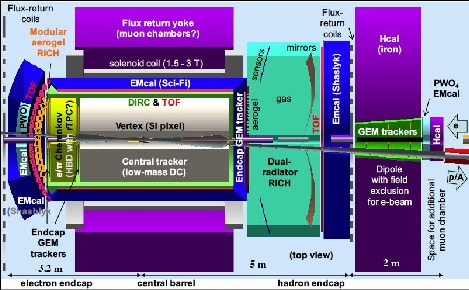 Flux-return
coils
Modular
aerogel
RICH
Flux return yoke
(muon chambers?)
solenoid coil (1.5 - 3 T)
EMcal (Sci-Fi)
DIRC & TOF
Vertex (Si pixel)
Central tracker
(low-mass DC)
EMcal
(PWO)
TOF
e/π Cherenkov
(HBD with rTPC?)
EMcal
(Shashlyk)
Endcap
GEM
trackers
Endcap GEM tracker
aerogel
sensors
mirrors
gas
TOF
Dual-
radiator
RICH
(top view)
Flux-
return
coils
EMcal (Shashlyk)
Hcal
(iron)
PWO4
EMcal
GEM trackers
Hcal
e
p/A
Dipole
with field
exclusion
for e-beam
Space for additional
muon chamber
3.2 m
5 m
2 m
electron endcap
central barrel
hadron endcap